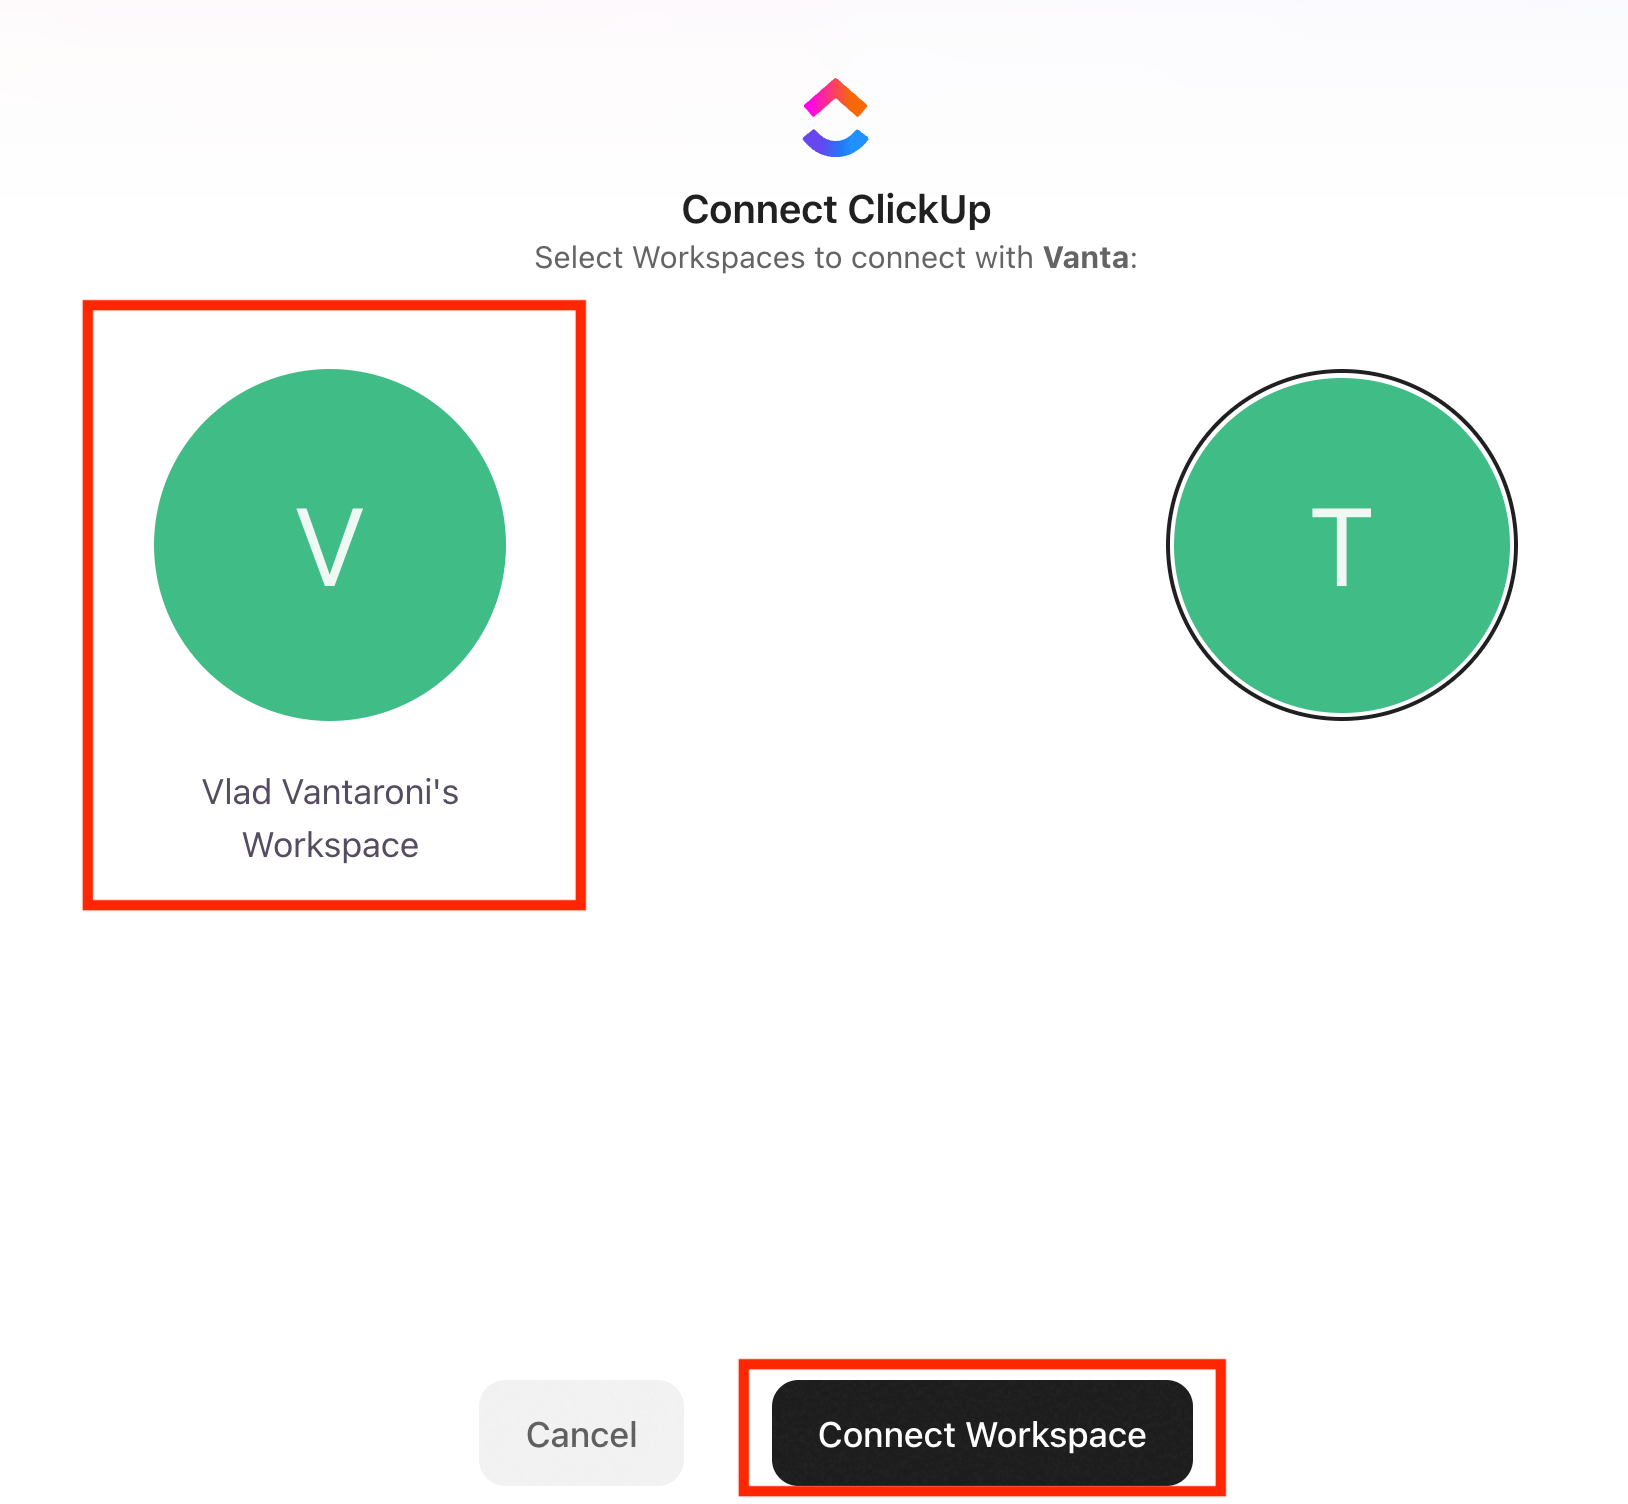 Connect ClickUp
Select Workspaces to connect with Vanta:
V
T
Vlad Vantaroni's
Workspace
Cancel
Connect Workspace